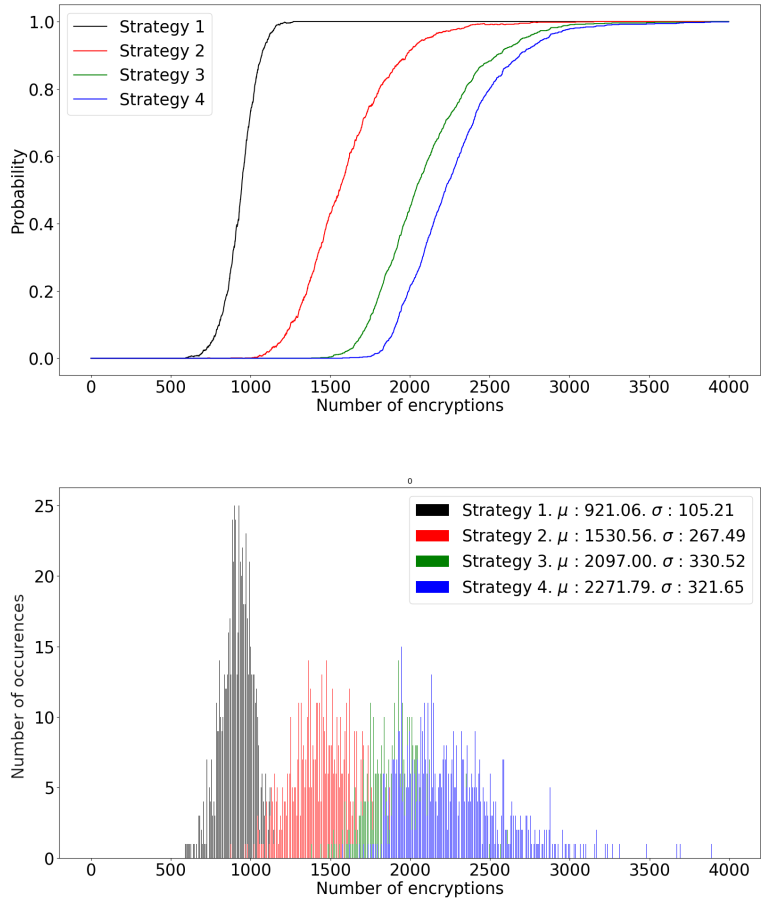 1.0
0.8
0.6
0.4
0.2
0.0
Probability
Strategy 1
Strategy 2
Strategy 3
Strategy 4
0 500 1000 1500 2000 2500 3000 3500 4000
Number of encryptions
0
25
20
15
10
5
0
Number of occurences
Strategy 1. μ : 921.06. σ : 105.21
Strategy 2. μ : 1530.56. σ : 267.49
Strategy 3. μ : 2097.00. σ : 330.52
Strategy 4. μ : 2271.79. σ : 321.65
0 500 1000 1500 2000 2500 3000 3500 4000
Number of encryptions